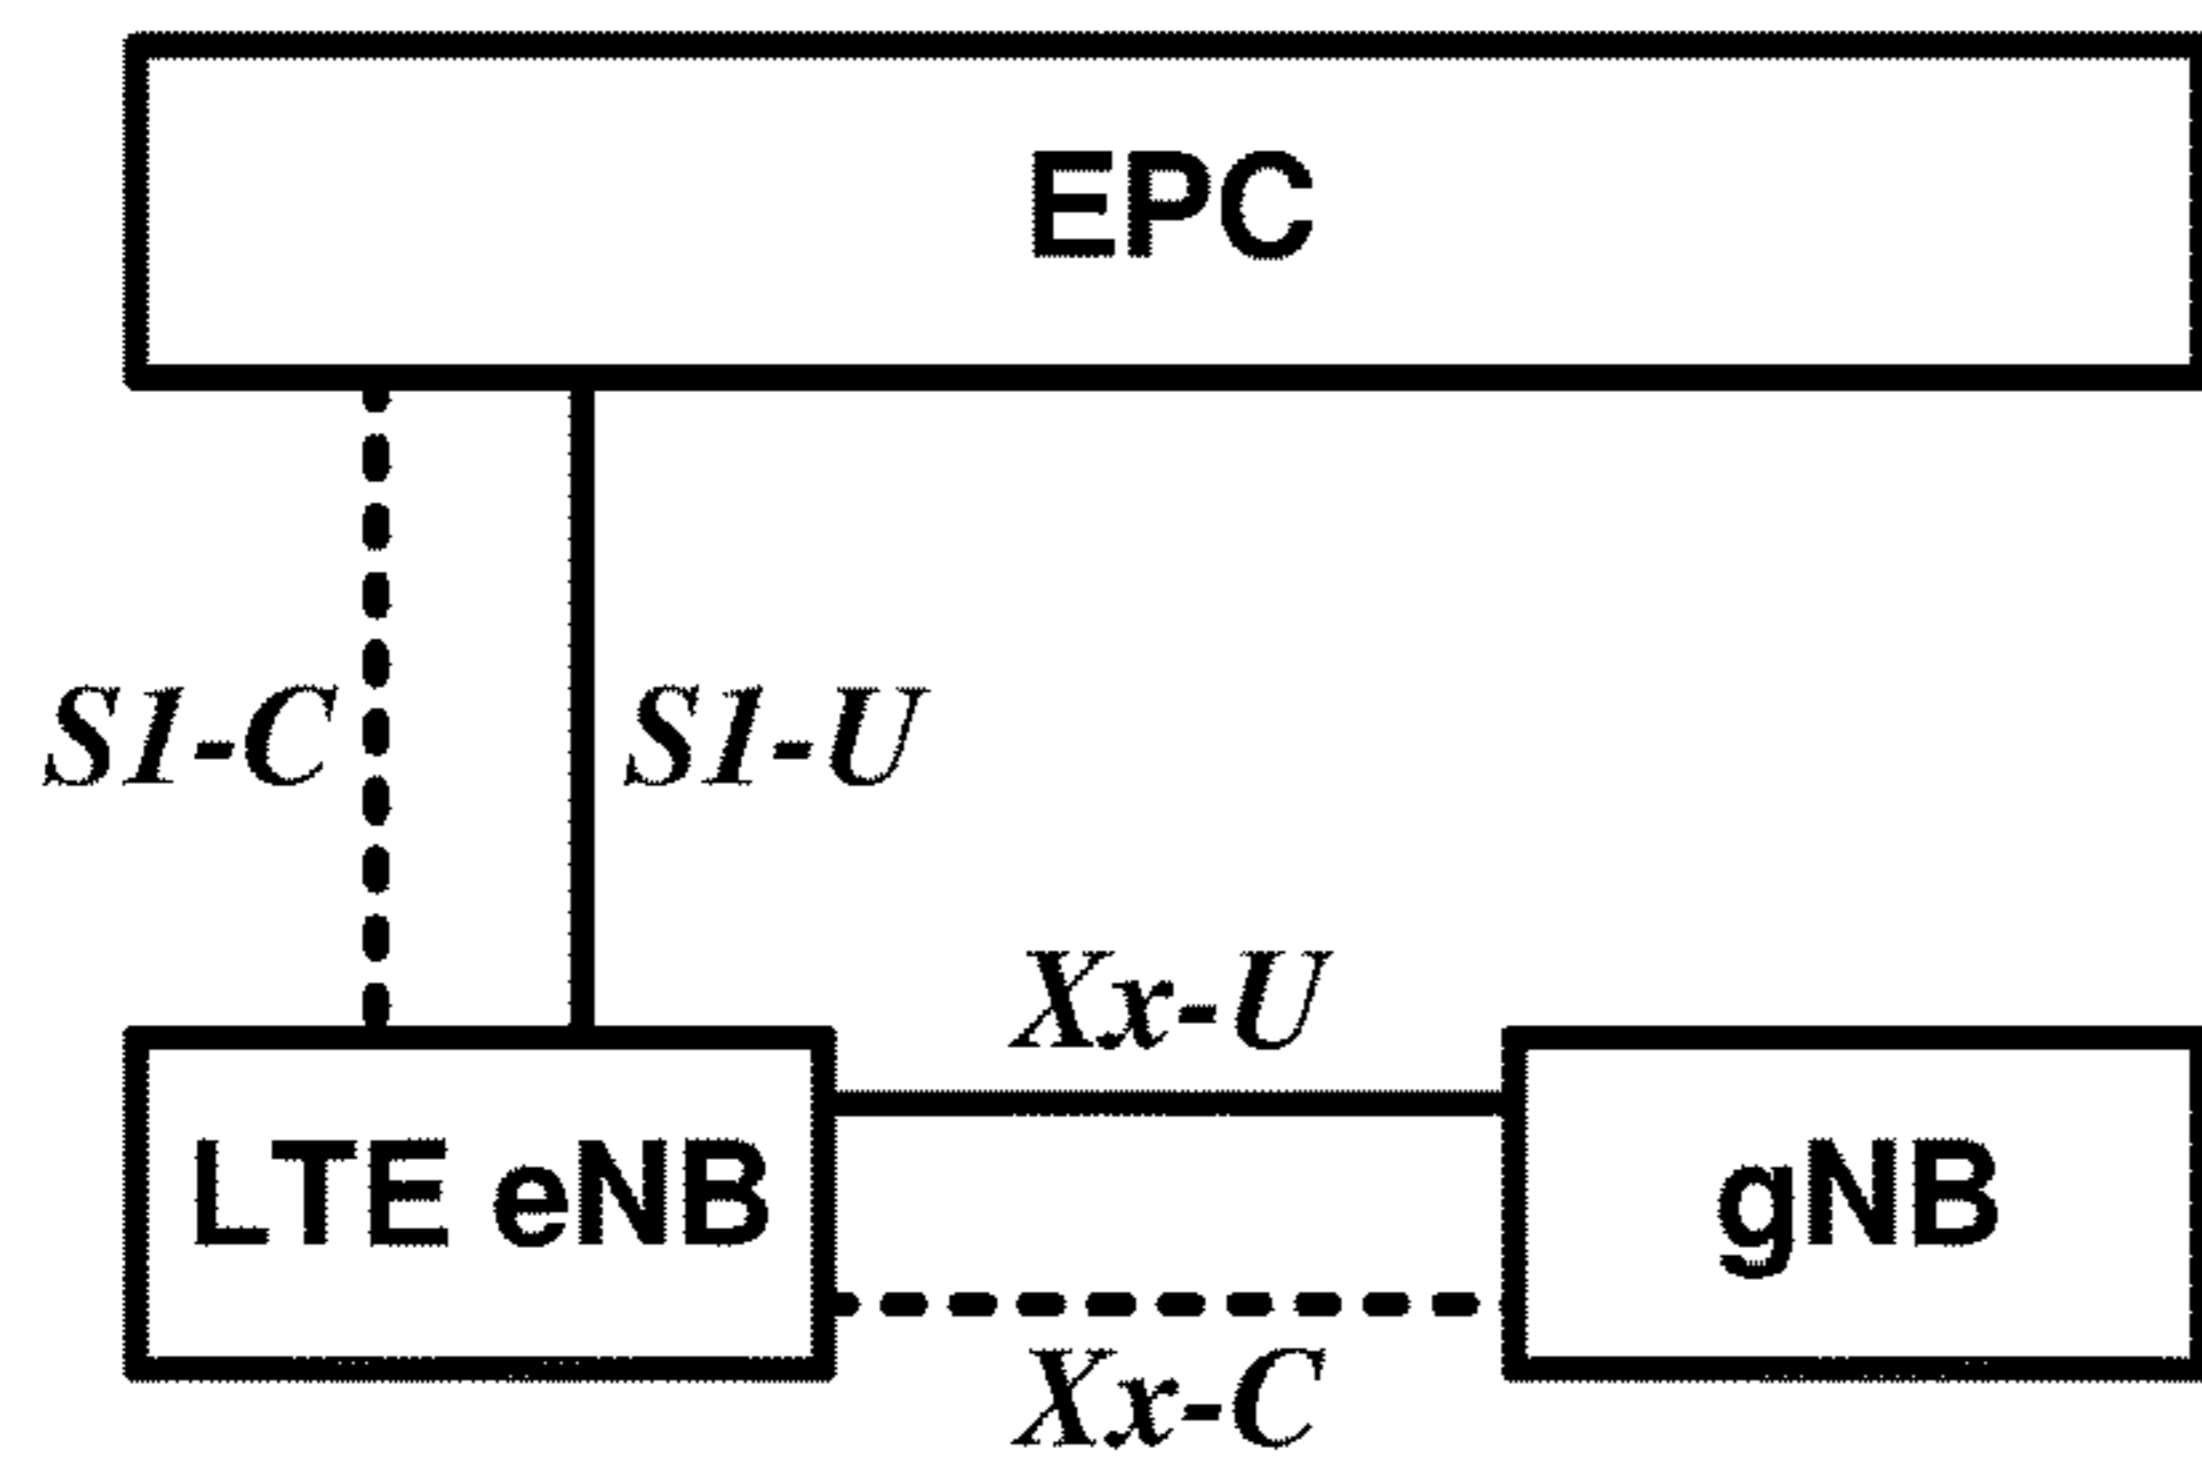 EPC
S1-C
S1-U
Xx-U
LTE eNB
gNB
Xx-C